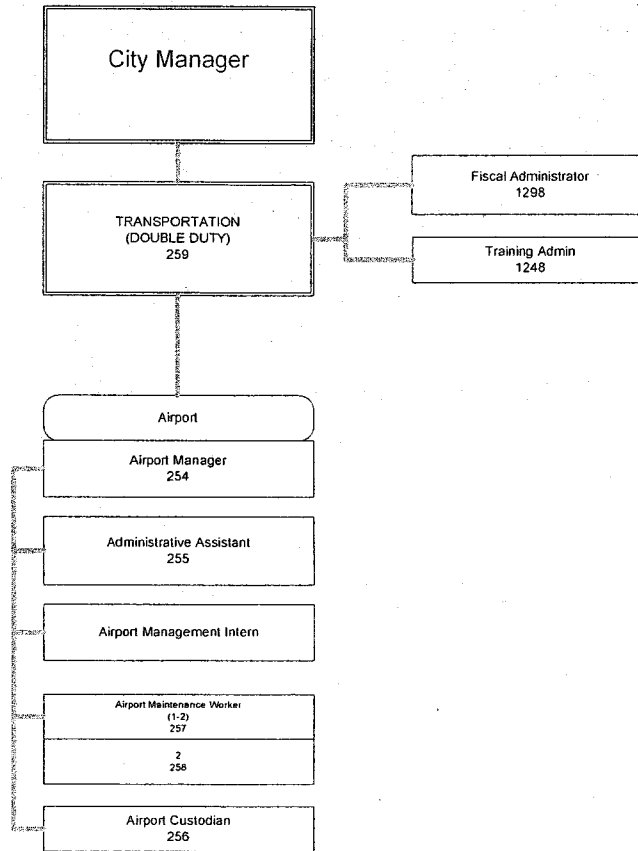 City Manager
TRANSPORTATION
(DOUBLE DUTY)
259
Fiscal Administrator
1298
Training Admin
1248
Airport
Airport Manager
254
Administrative Assistant
255
Airport Management Intern
Airport Maintenance Worker
(1-2)
257
2
258
Airport Custodian
256